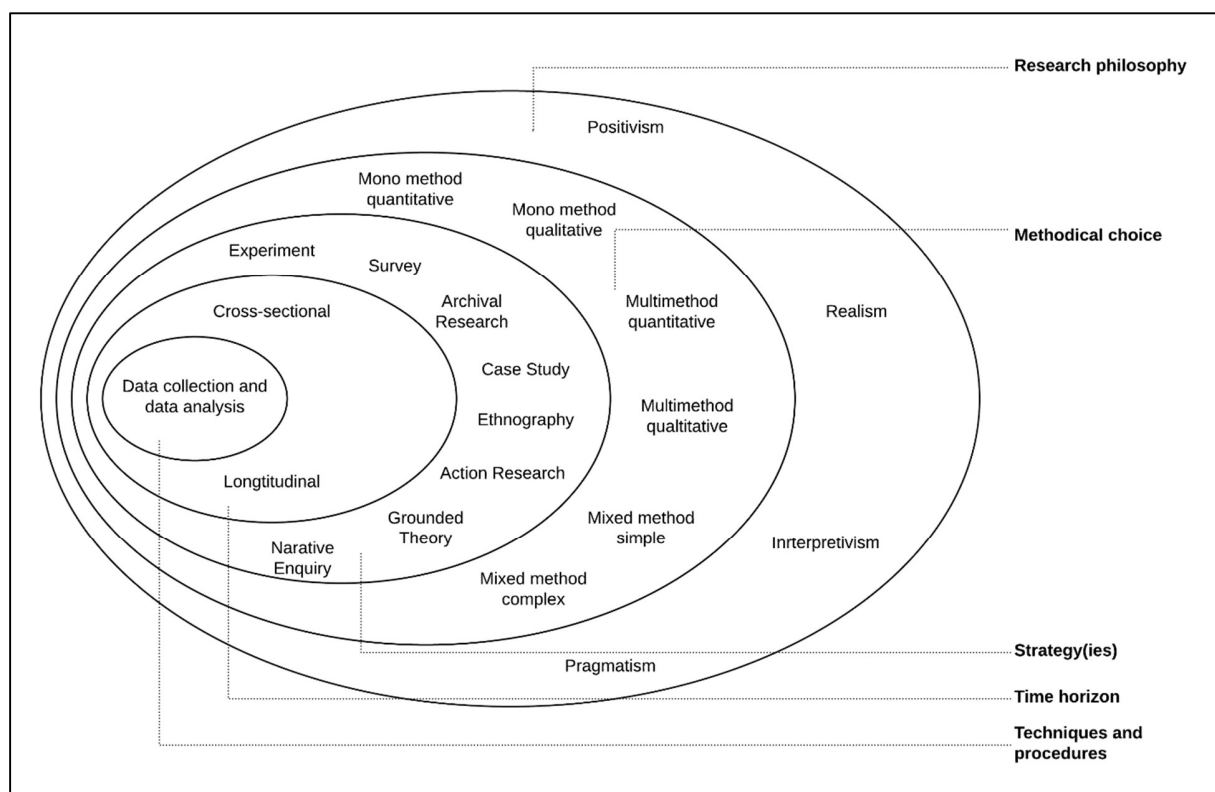 Research philosophy
Positivism
Mono method
quantitative
Mono method
qualitative
Methodical choice
Experiment
Survey
Cross-sectional
Archival
Research
Multimethod
quantitative
Realism
Case Study
Data collection and
data analysis
Multimethod
qualtitative
Ethnography
Action Research
Longtitudinal
Grounded
Theory
Mixed method
simple
Inrterpretivism
Narative
Enquiry
Mixed method
complex
Strategy(ies)
Pragmatism
Time horizon
Techniques and
procedures